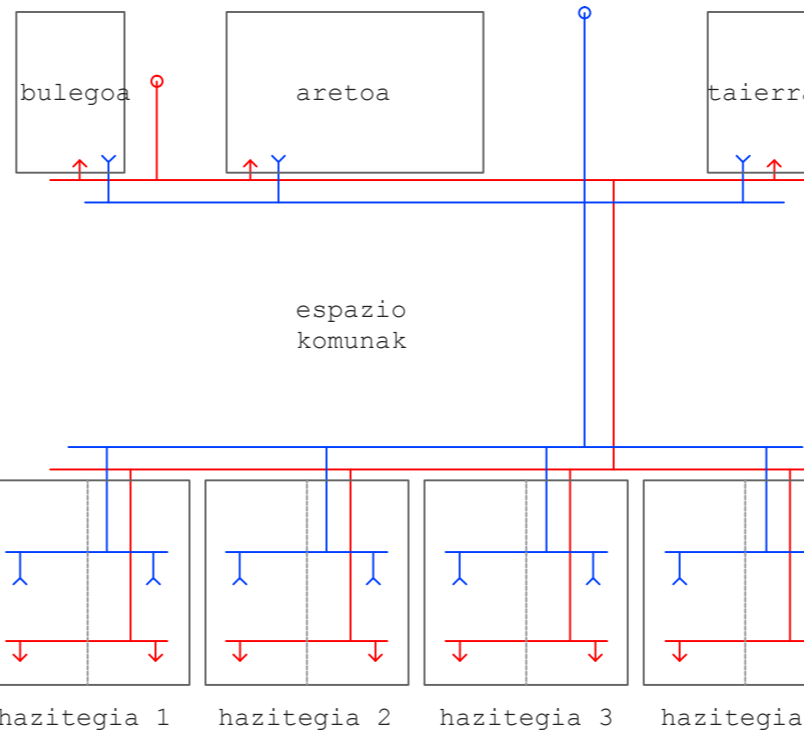 bulegoa
aretoa
taierra
espazio
komunak
hazitegia 1
hazitegia 2
hazitegia 3
hazitegia